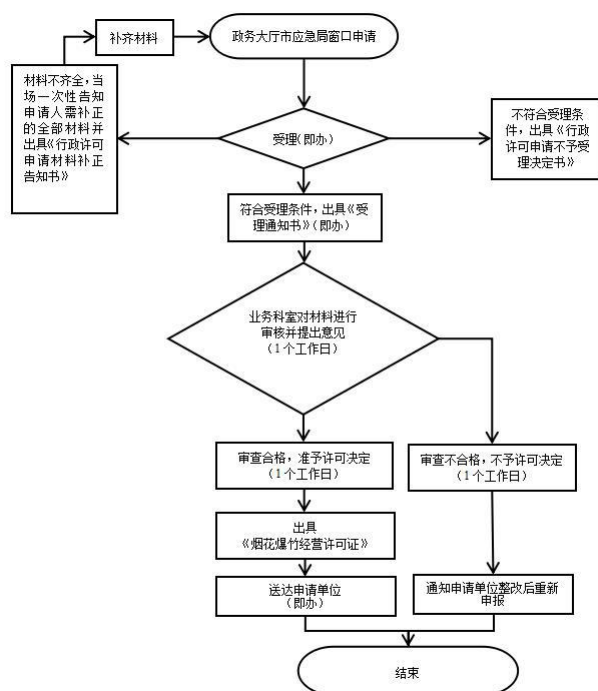 补齐材料
政务大厅市应急局窗口申请
材料不齐全，当
场一次性告知
申请人需补正
的全部材料并
出具《行政许可
申请材料补正
告知书》
受理（即办）
不符合受理条
件，出具《行政
许可申请不予受
理决定书》
符合受理条件，出具《受
理通知书》（即办）
业务科室对材料进行
审核并提出意见
（1个工作日）
审查合格，准予许可决定
（1个工作日）
审查不合格，不予许可决定
（1个工作日）
出具
《烟花爆竹经营许可证》
送达申请单位
（即办）
通知申请单位整改后重新
申报
结束